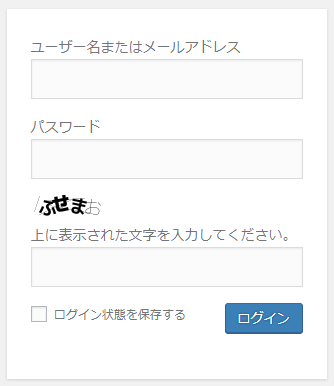 ユーザー名またはメールアドレス
パスワード
ぶせまお
上に表示された文字を入力してください。
ログイン状態を保存する
ログイン